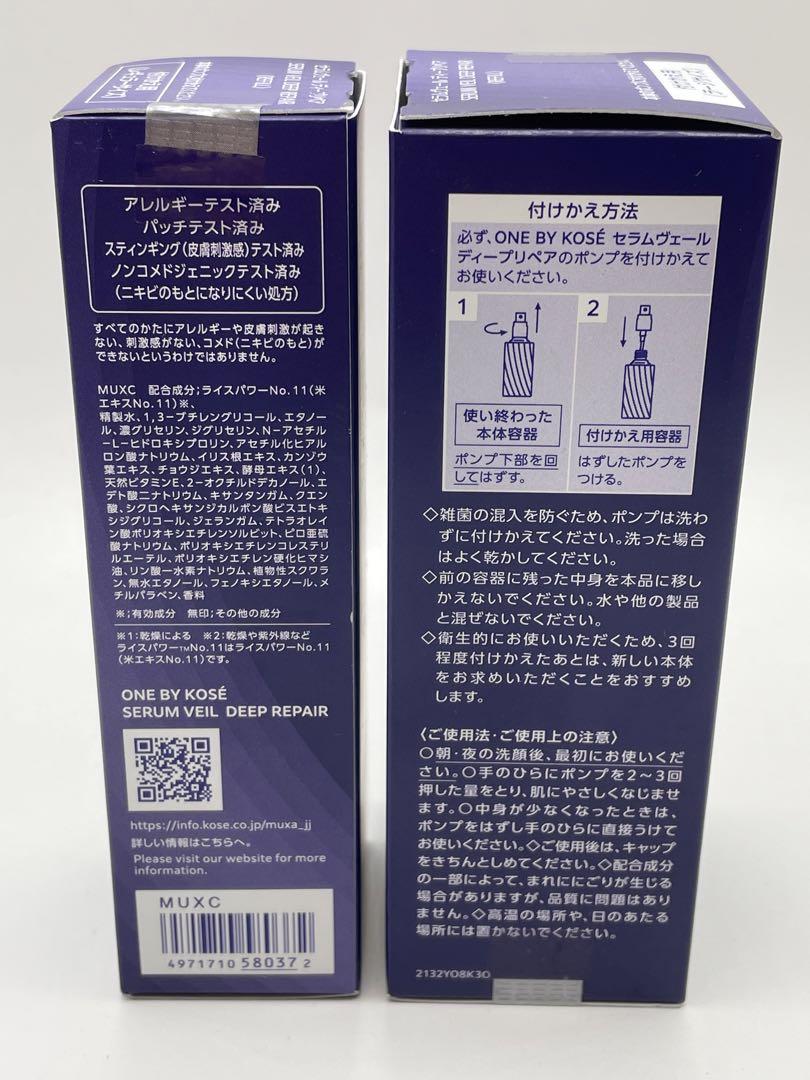 SERUM VEIL DEEP REPAIR
アレルギーテスト済み
パッチテスト済み
スティンギング(皮膚刺激感)テスト済み
ノンコメドジェニックテスト済み
(ニキビのもとになりにくい処方)
すべてのかたにアレルギーや皮膚刺激が起き
ない、刺激感がない、コメド(ニキビのもと)が
できないというわけではありません。
MUXC 配合成分;ライスパワーNo.11(米
エキスNo.11)※、
精製水、1,3-ブチレングリコール、エタノー
ル、濃グリセリン、ジグリセリン、N-アセチル
-L-ヒドロキシプロリン、アセチル化ヒアル
ロン酸ナトリウム、イリス根エキス、カンゾウ
葉エキス、チョウジエキス、酵母エキス(1)、
天然ビタミンE、2-オクチルドデカノール、エ
デト酸二ナトリウム、キサンタンガム、クエン
酸、シクロヘキサンジカルボン酸ビスエトキ
シジグリコール、ジェランガム、テトラオレイ
ン酸ポリオキシエチレンソルビット、ピロ亜硫
酸ナトリウム、ポリオキシエチレンコレステリ
ルエーテル、ポリオキシエチレン硬化ヒマシ
油、リン酸一水素ナトリウム、植物性スクワラ
ン、無水エタノール、フェノキシエタノール、メ
チルパラベン、香料
※;有効成分 無印;その他の成分
※1:乾燥による ※2:乾燥や紫外線など
ライスパワー™No.11はライスパワーNo.11
(米エキスNo.11)です。
ONE BY KOSÉ
SERUM VEIL DEEP REPAIR
https://info.kose.co.jp/muxa_jj
詳しい情報はこちらへ。
Please visit our website for more
information.
MUXC
4971710 58037 2
SERUM VEIL DEEP REPAIR
付けかえ方法
必ず、ONE BY KOSÉ セラムヴェール
ディープリペアのポンプを付けかえて
お使いください。
1
使い終わった
本体容器
ポンプ下部を回
してはずす。
2
付けかえ用容器
はずしたポンプを
つける。
◇雑菌の混入を防ぐため、ポンプは洗わ
ずに付けかえてください。洗った場合
はよく乾かしてください。
◇前の容器に残った中身を本品に移し
かえないでください。水や他の製品
と混ぜないでください。
◇衛生的にお使いいただくため、3回
程度付けかえたあとは、新しい本体
をお求めいただくことをおすすめ
します。
〈ご使用法・ご使用上の注意〉
○朝・夜の洗顔後、最初にお使いくだ
さい。○手のひらにポンプを2～3回
押した量をとり、肌にやさしくなじませ
ます。○中身が少なくなったときは、
ポンプをはずし手のひらに直接うけて
お使いください。◇ご使用後は、キャップ
をきちんとしめてください。◇配合成分
の一部によって、まれににごりが生じる
場合がありますが、品質に問題はあり
ません。◇高温の場所や、日のあたる
場所には置かないでください。
2132YO8K3O